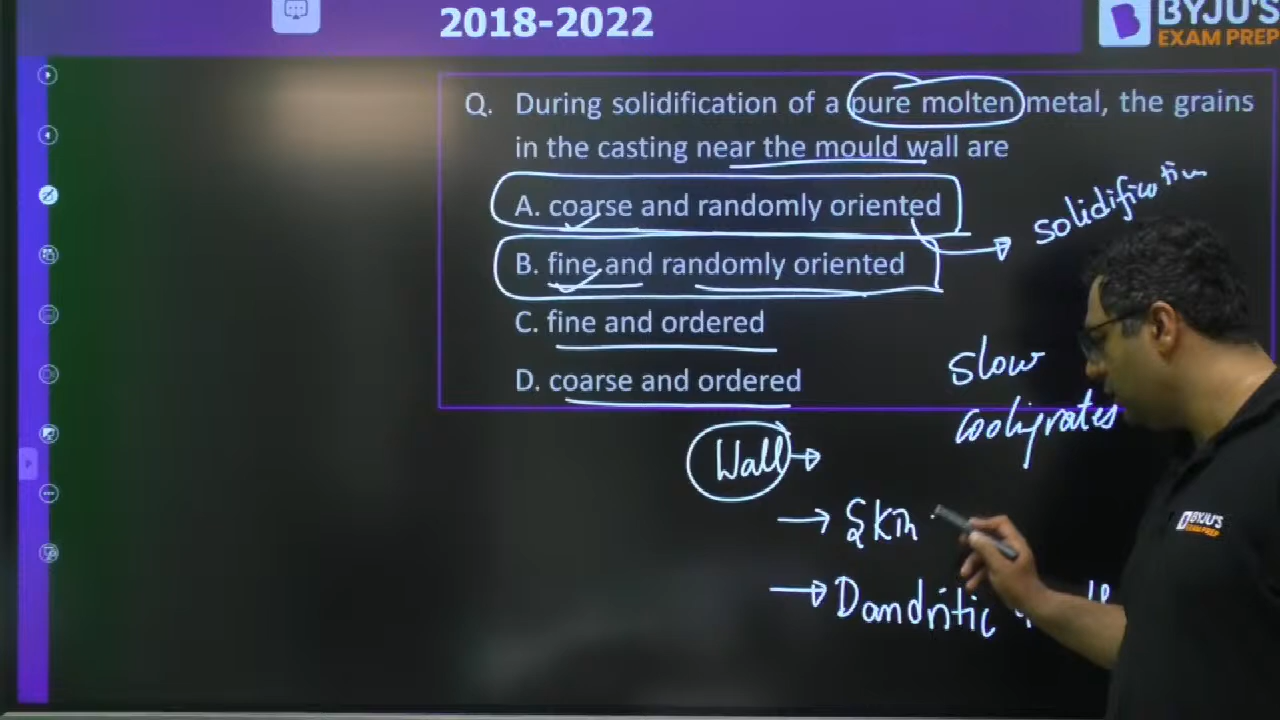 2018-2022
BYJU'S
EXAM PREP
Q. During solidification of a pure molten metal, the grains
in the casting near the mould wall are
A. coarse and randomly oriented
B. fine and randomly oriented
C. fine and ordered
D. coarse and ordered
solidification
slow
Wall
Skin
Dandritic
BYJU'S
EXAM PREP